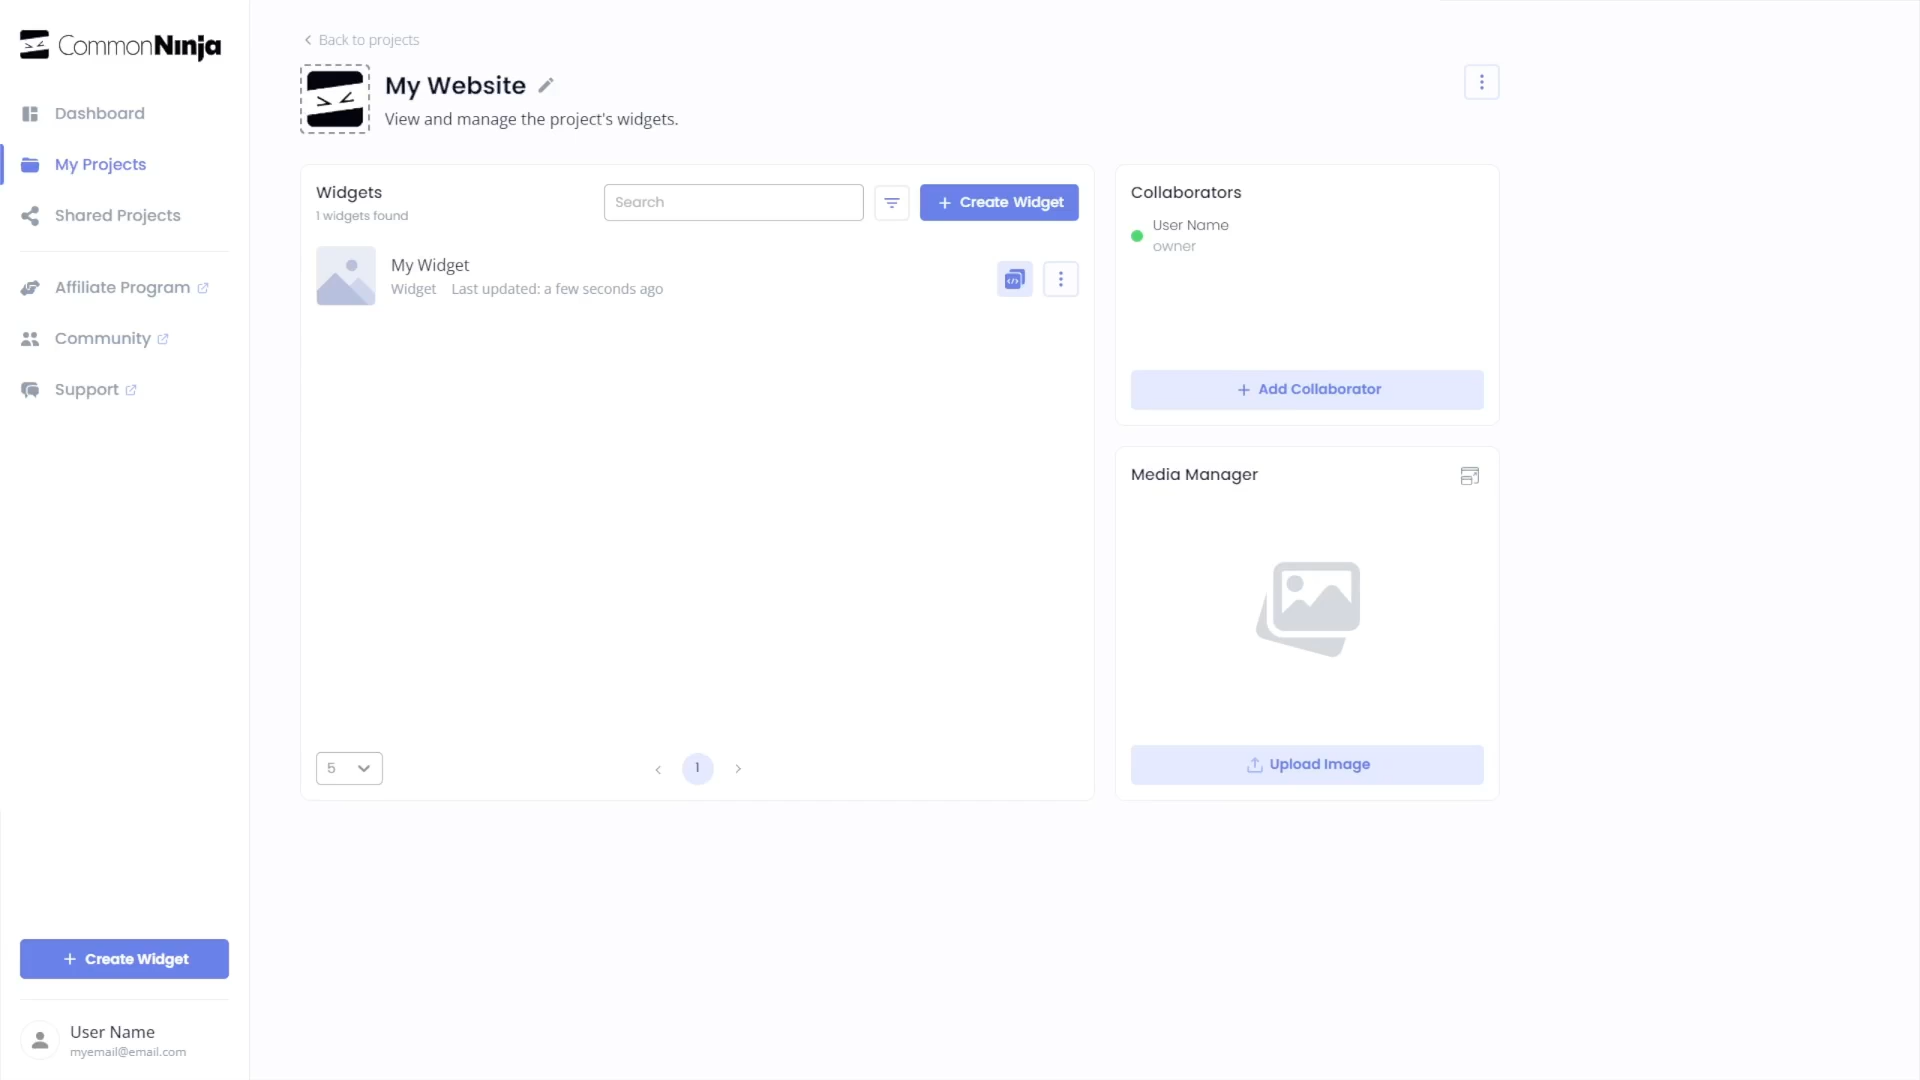 CommonNinja
Dashboard
My Projects
Shared Projects
Affiliate Program
Community
Support
Create Widget
User Name
myemail@email.com
Back to projects
My Website
View and manage the project's widgets.
Widgets
1 widgets found
Search
Create Widget
My Widget
Widget Last updated: a few seconds ago
5
1
Collaborators
User Name
owner
Add Collaborator
Media Manager
Upload Image